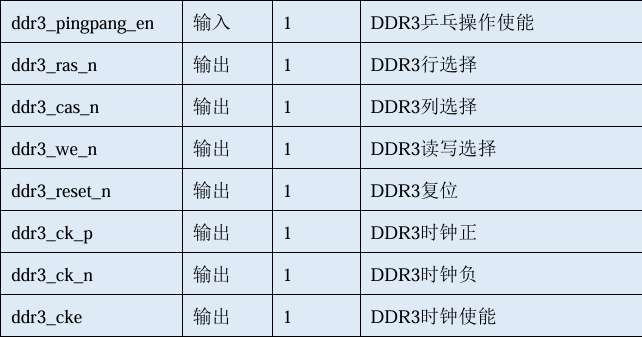 ddr3_pingpang_en 输入 1 DDR3乒乓操作使能
ddr3_ras_n 输出 1 DDR3行选择
ddr3_cas_n 输出 1 DDR3列选择
ddr3_we_n 输出 1 DDR3读写选择
ddr3_reset_n 输出 1 DDR3复位
ddr3_ck_p 输出 1 DDR3时钟正
ddr3_ck_n 输出 1 DDR3时钟负
ddr3_cke 输出 1 DDR3时钟使能